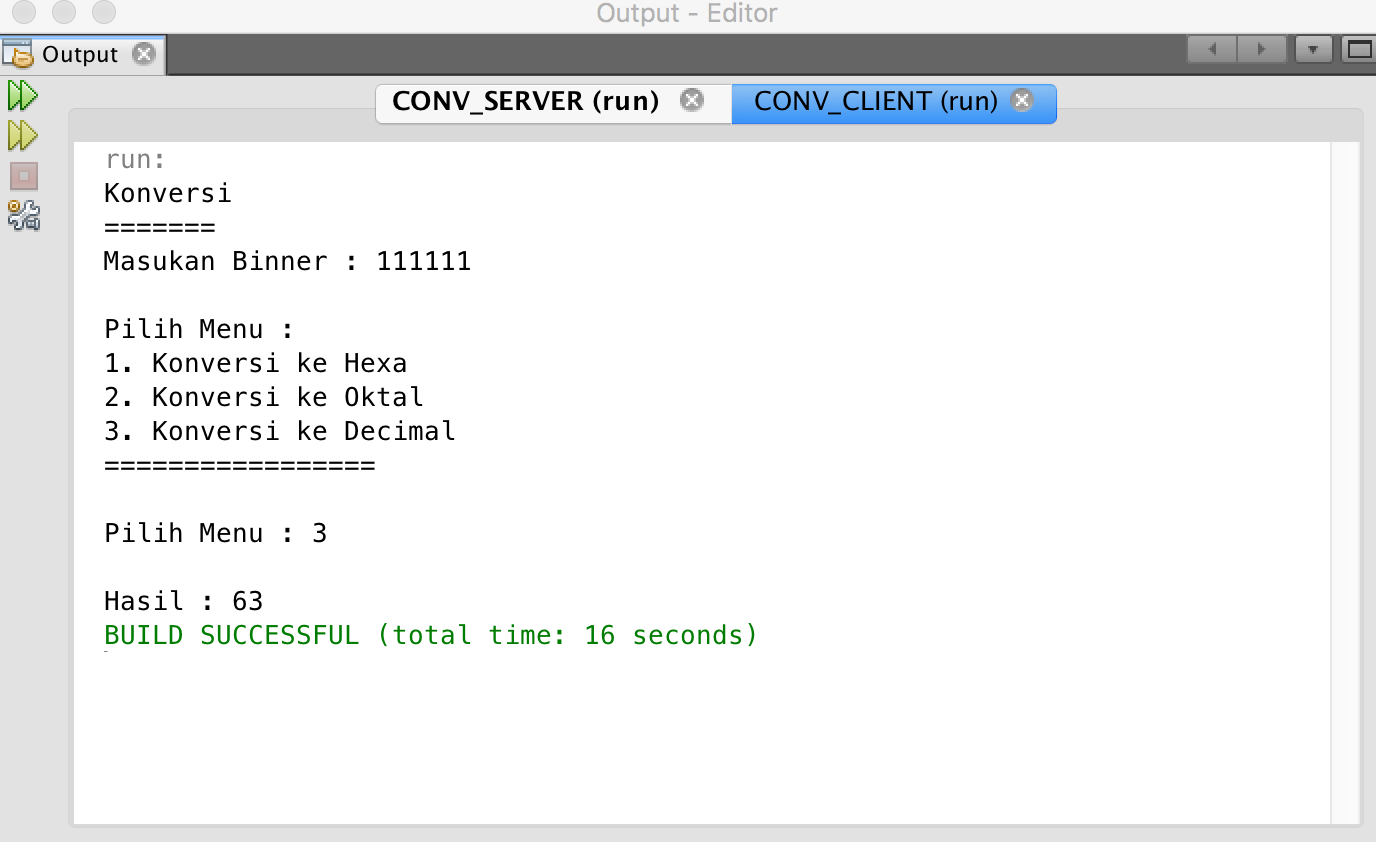 Output - Editor
Output
CONV_SERVER (run) CONV_CLIENT (run)
run:
Konversi
=======
Masukan Binner : 111111
Pilih Menu :
1. Konversi ke Hexa
2. Konversi ke Oktal
3. Konversi ke Decimal
=================
Pilih Menu : 3
Hasil : 63
BUILD SUCCESSFUL (total time: 16 seconds)